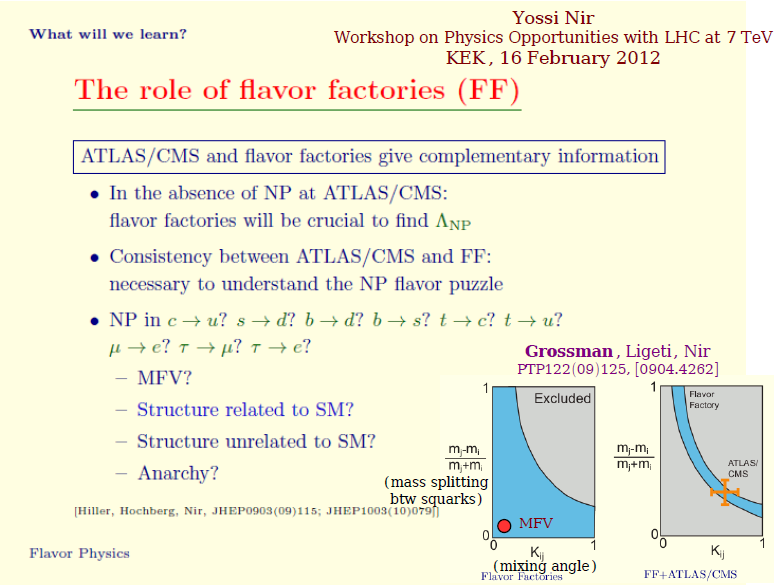 What will we learn?
Yossi Nir
Workshop on Physics Opportunities with LHC at 7 TeV
KEK, 16 February 2012
The role of flavor factories (FF)
ATLAS/CMS and flavor factories give complementary information
• In the absence of NP at ATLAS/CMS:
flavor factories will be crucial to find Λ_NP
• Consistency between ATLAS/CMS and FF:
necessary to understand the NP flavor puzzle
• NP in c → u? s → d? b → d? b → s? t → c? t → u?
μ → e? τ → μ? τ → e?
– MFV?
– Structure related to SM?
– Structure unrelated to SM?
– Anarchy?
[Hiller, Hochberg, Nir, JHEP0903(09)115; JHEP1003(10)079]]
Flavor Physics
Grossman, Ligeti, Nir
PTP122(09)125, [0904.4262]
1
Excluded
m_j-m_i
m_j+m_i
(mass splitting
btw squarks)
MFV
0
0
K_ij
1
(mixing angle)
Flavor Factories
1
Flavor
Factory
m_j-m_i
m_j+m_i
ATLAS/
CMS
0
0
K_ij
1
FF+ATLAS/CMS